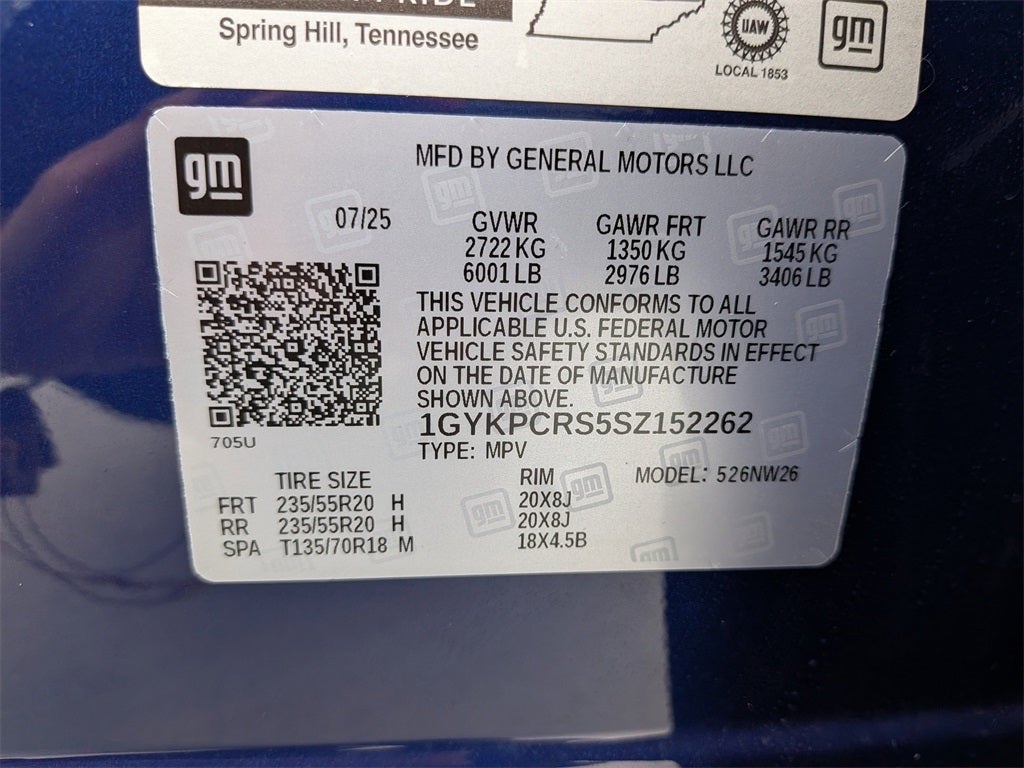 Spring Hill, Tennessee
UAW
LOCAL 1853
gm
gm
MFD BY GENERAL MOTORS LLC
07/25
GVWR GAWR FRT GAWR RR
2722 KG 1350 KG 1545 KG
6001 LB 2976 LB 3406 LB
THIS VEHICLE CONFORMS TO ALL
APPLICABLE U.S. FEDERAL MOTOR
VEHICLE SAFETY STANDARDS IN EFFECT
ON THE DATE OF MANUFACTURE
SHOWN ABOVE.
1GYKPCRS5SZ152262
705U
TYPE: MPV
TIRE SIZE RIM MODEL: 526NW26
FRT 235/55R20 H 20X8J
RR 235/55R20 H 20X8J
SPA T135/70R18 M 18X4.5B